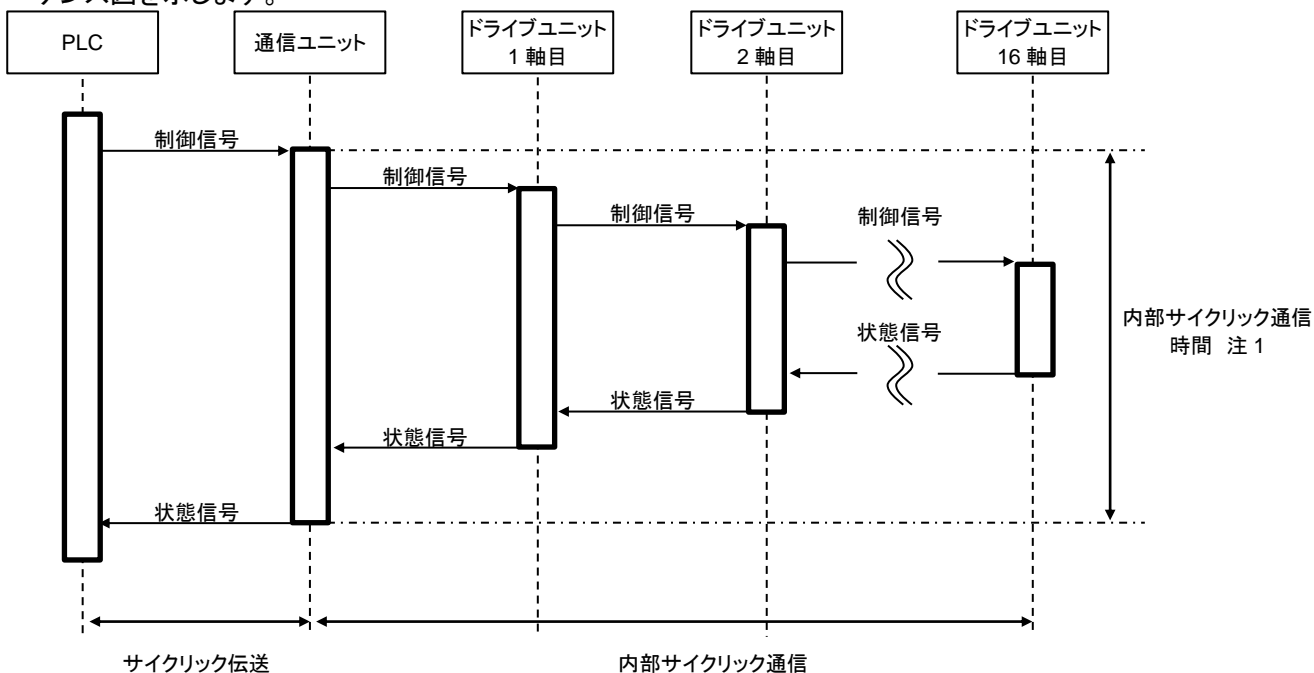 PLC
通信ユニット
ドライブユニット
1 軸目
ドライブユニット
2 軸目
ドライブユニット
16 軸目
制御信号
制御信号
制御信号
制御信号
内部サイクリック通信
時間 注 1
状態信号
状態信号
状態信号
状態信号
サイクリック伝送
内部サイクリック通信